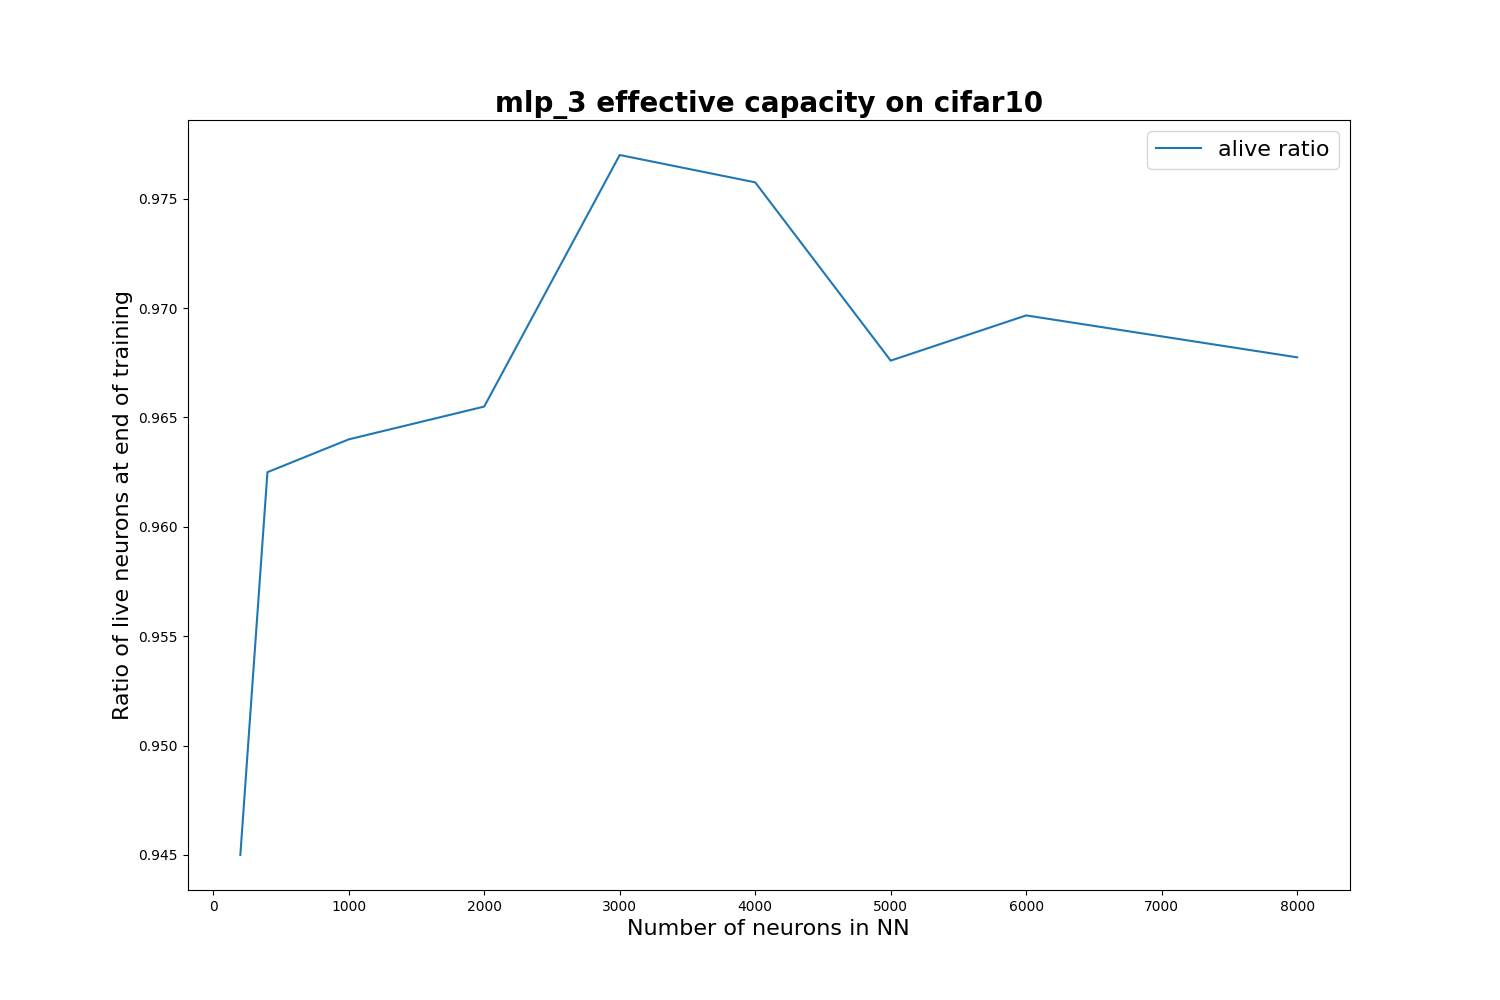 mlp_3 effective capacity on cifar10
alive ratio
Ratio of live neurons at end of training
0.975
0.970
0.965
0.960
0.955
0.950
0.945
0 1000 2000 3000 4000 5000 6000 7000 8000
Number of neurons in NN